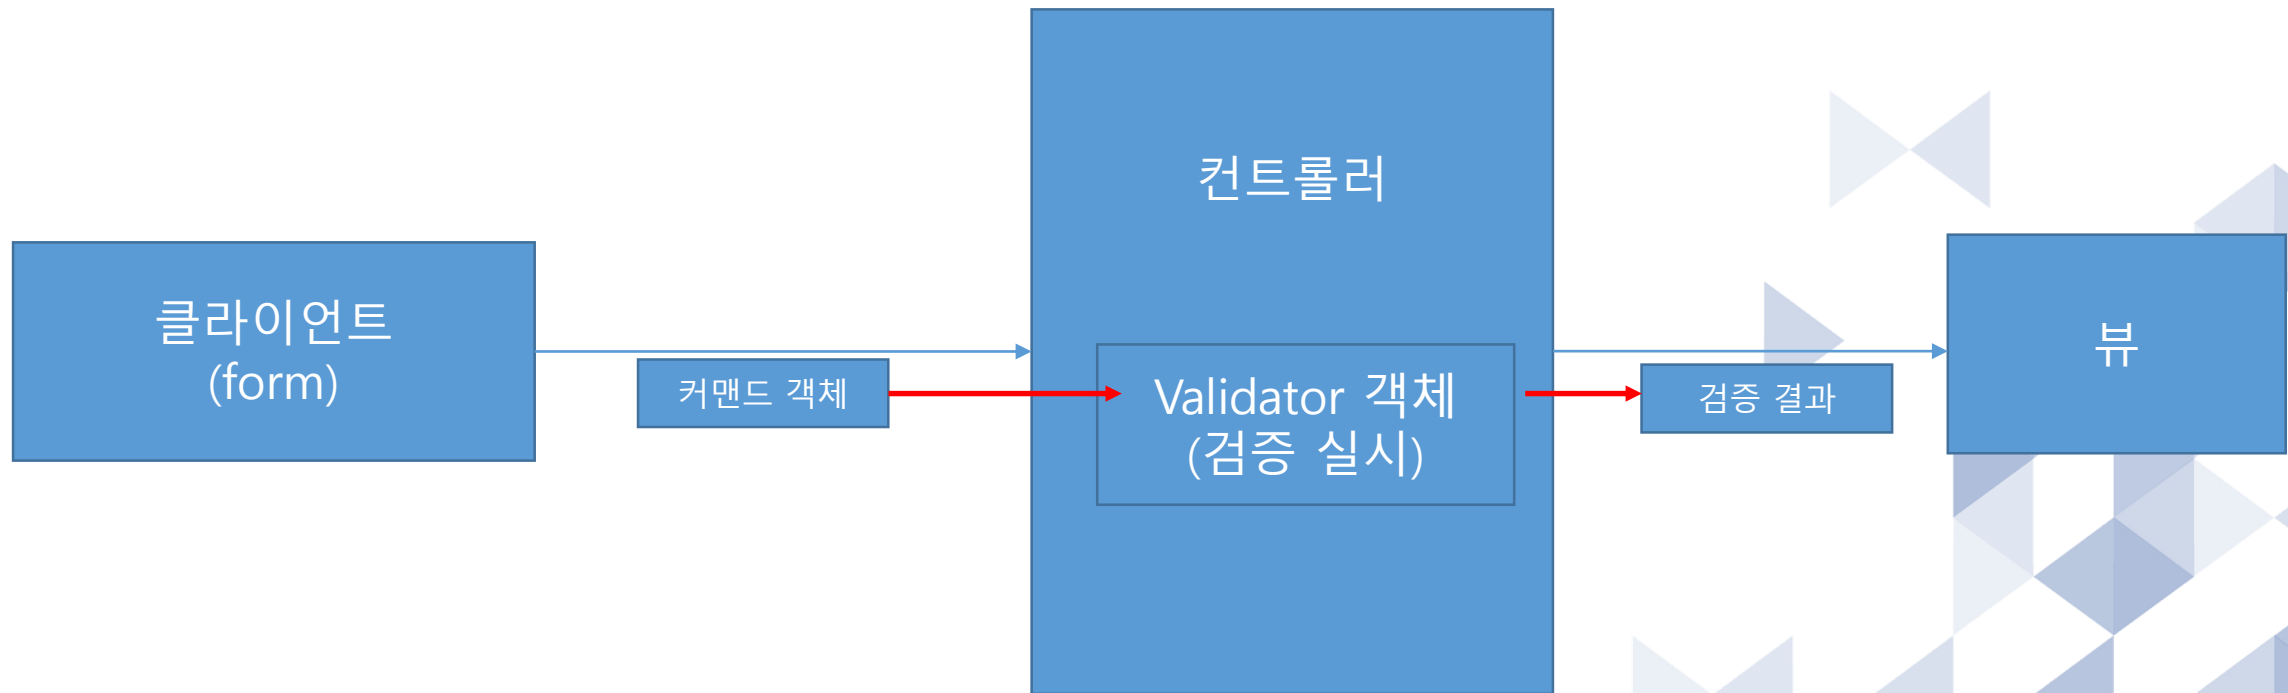 클라이언트
(form)
커맨드 객체
컨트롤러
Validator 객체
(검증 실시)
검증 결과
뷰